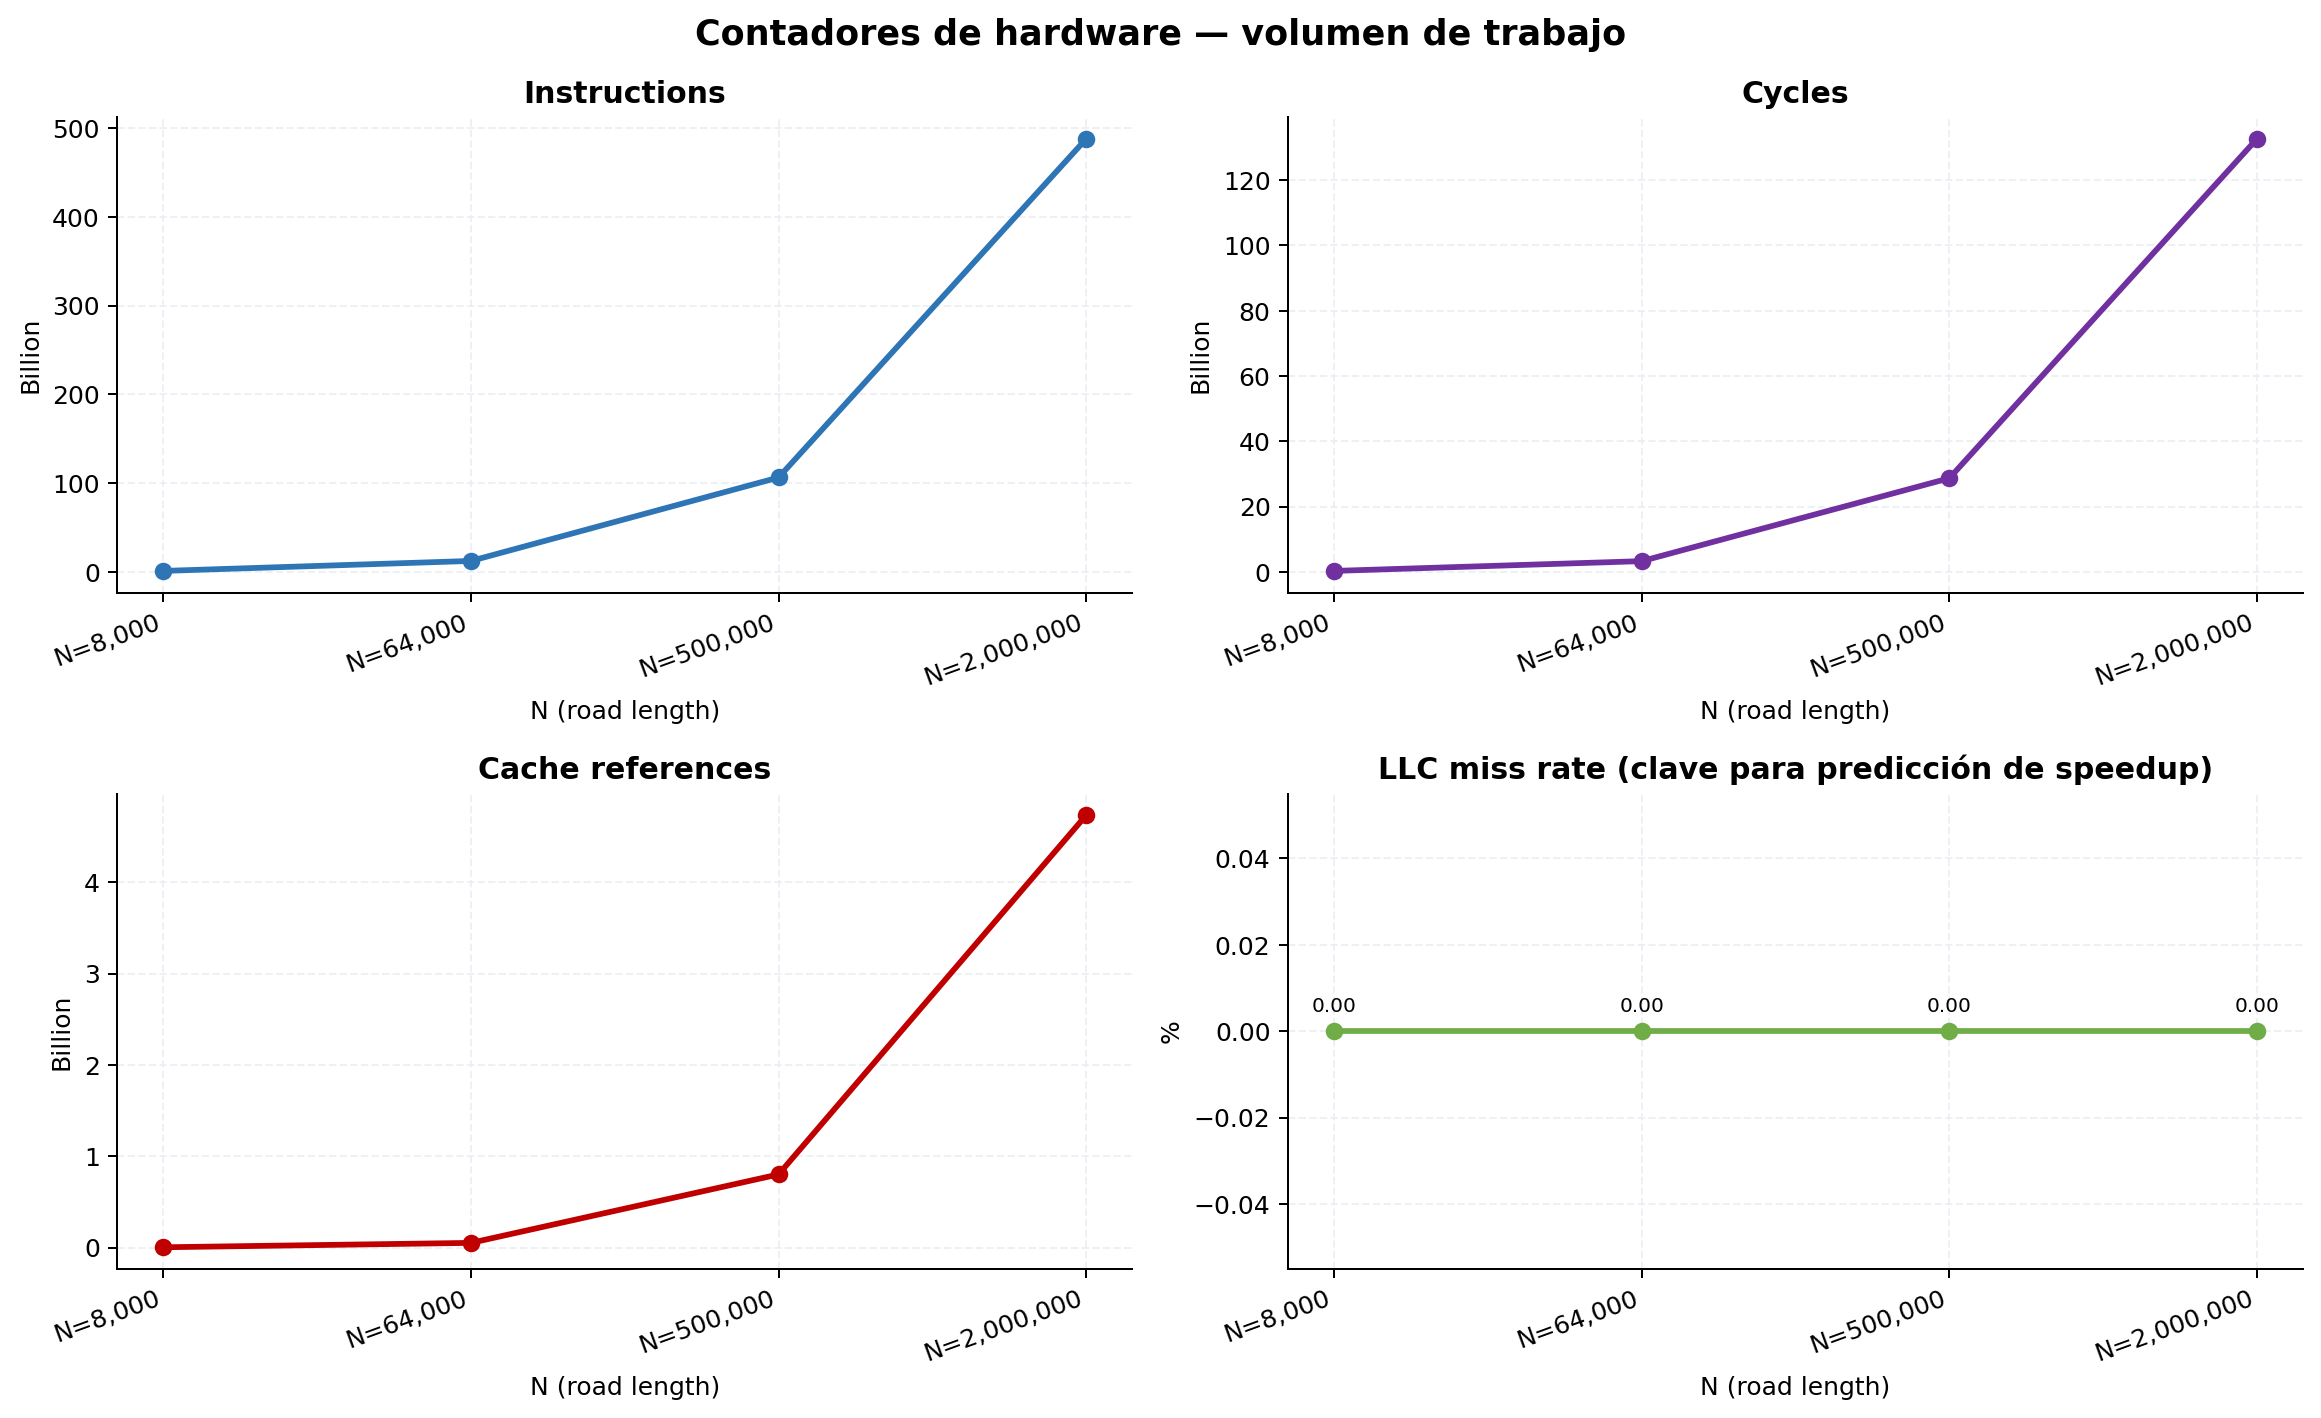 Contadores de hardware — volumen de trabajo
Instructions
Billion
500
400
300
200
100
0
N=8,000
N=64,000
N=500,000
N=2,000,000
N (road length)
Cycles
Billion
120
100
80
60
40
20
0
N=8,000
N=64,000
N=500,000
N=2,000,000
N (road length)
Cache references
Billion
4
3
2
1
0
N=8,000
N=64,000
N=500,000
N=2,000,000
N (road length)
LLC miss rate (clave para predicción de speedup)
%
0.04
0.02
0.00
−0.02
−0.04
0.00
0.00
0.00
0.00
N=8,000
N=64,000
N=500,000
N=2,000,000
N (road length)